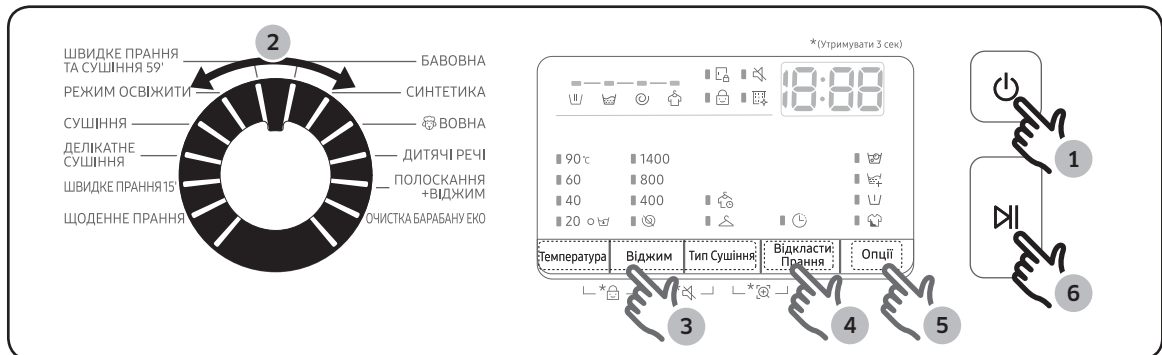 *(Утримувати 3 сек)
2
ШВИДКЕ ПРАННЯ
ТА СУШІННЯ 59'
РЕЖИМ ОСВІЖИТИ
СУШІННЯ
ДЕЛІКАТНЕ
СУШІННЯ
ШВИДКЕ ПРАННЯ 15'
ЩОДЕННЕ ПРАННЯ
БАВОВНА
СИНТЕТИКА
ВОВНА
ДИТЯЧІ РЕЧІ
ПОЛОСКАННЯ
+ВІДЖИМ
ОЧИСТКА БАРАБАНУ ЕКО
18:88
90 ℃ 1400
60 800
40 400
20
Температура Віджим Тип Сушіння Відкласти
Прання Опції
* * *
3
4
5
1
6